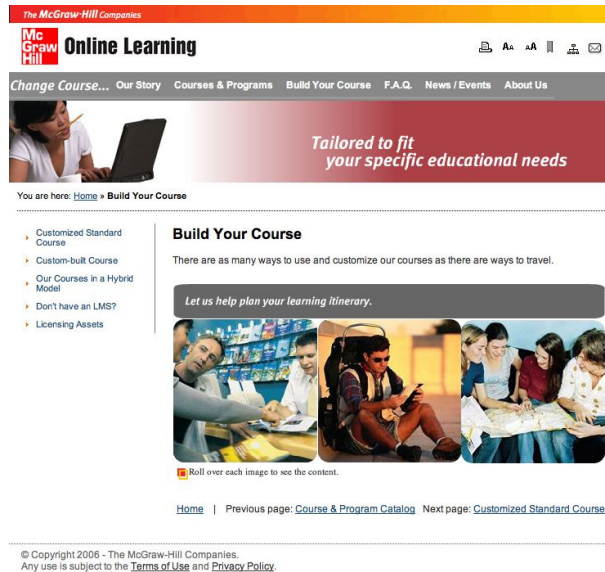 The McGraw-Hill Companies
Mc
Graw
Hill
Online Learning
AA AA
Change Course... Our Story Courses & Programs Build Your Course F.A.Q. News / Events About Us
Tailored to fit
your specific educational needs
You are here: Home » Build Your Course
Customized Standard
Course
Custom-built Course
Our Courses in a Hybrid
Model
Don't have an LMS?
Licensing Assets
Build Your Course
There are as many ways to use and customize our courses as there are ways to travel.
Let us help plan your learning itinerary.
Roll over each image to see the content.
Home | Previous page: Course & Program Catalog Next page: Customized Standard Course
© Copyright 2006 - The McGraw-Hill Companies.
Any use is subject to the Terms of Use and Privacy Policy.